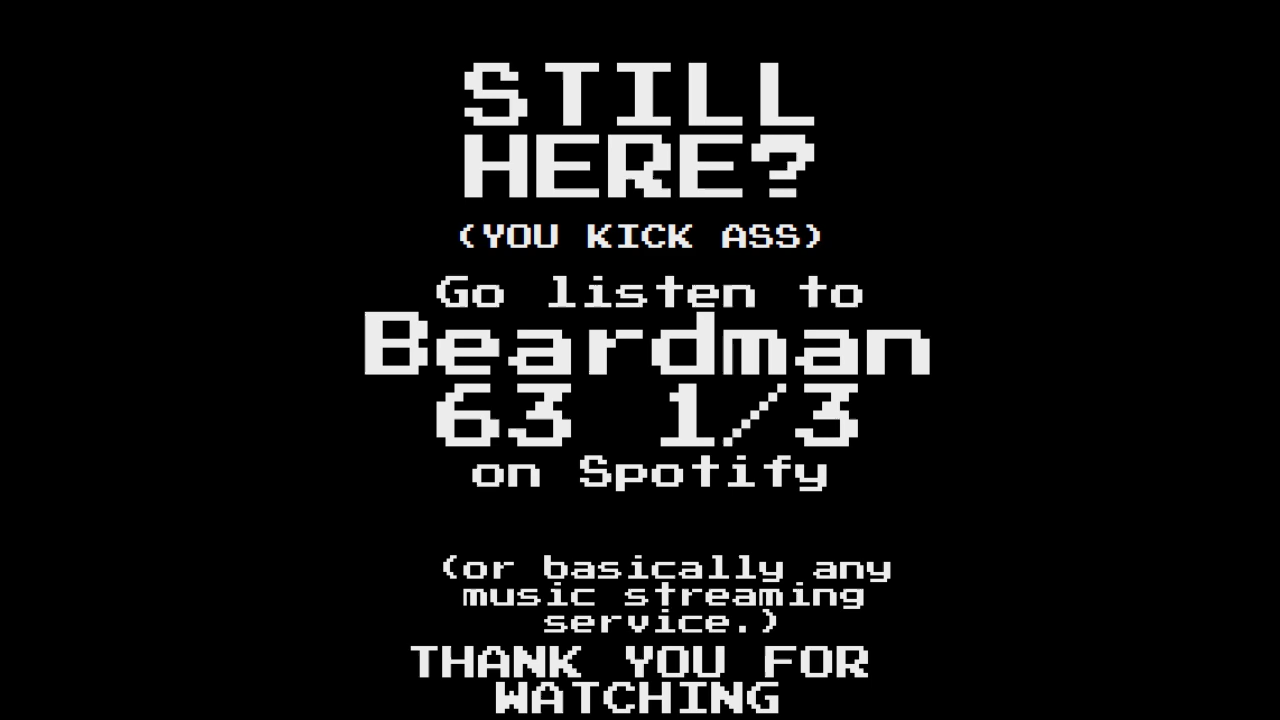 STILL
HERE?
(YOU KICK ASS)
Go listen to
Beardman
63 1/3
on Spotify
(or basically any
music streaming
service.)
THANK YOU FOR
WATCHING